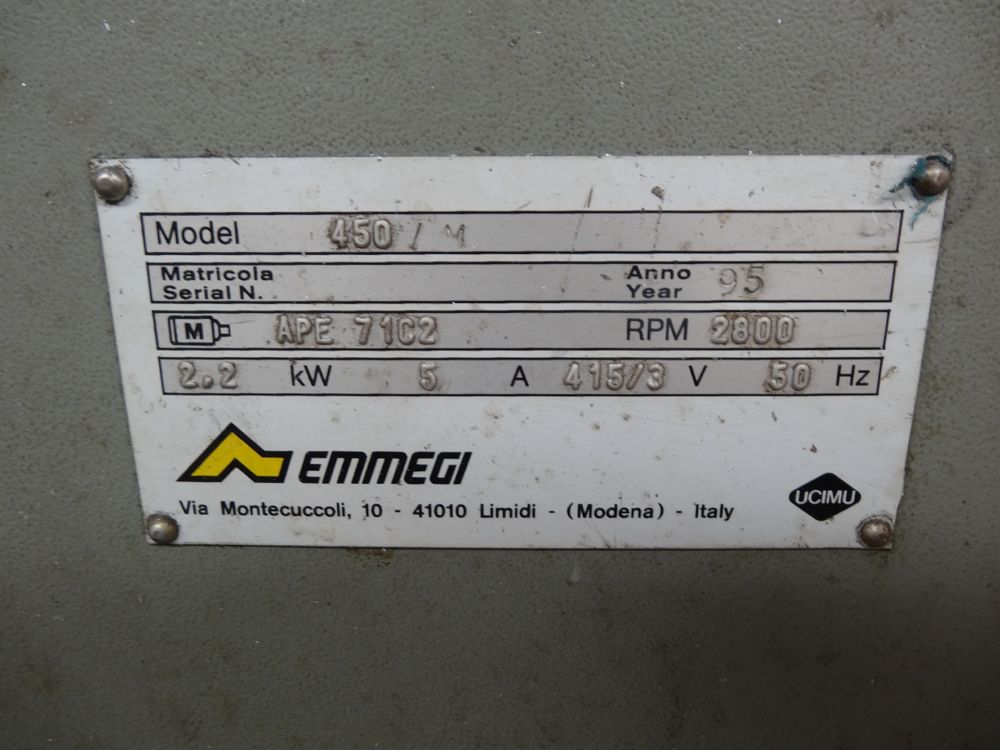 Model 450/M
Matricola
Serial N.
Anno
Year 95
M APE 71C2 RPM 2800
2.2 kW 5 A 415/3 V 50 Hz
EMMEGI
Via Montecuccoli, 10 - 41010 Limidi - (Modena) - Italy
UCIMU